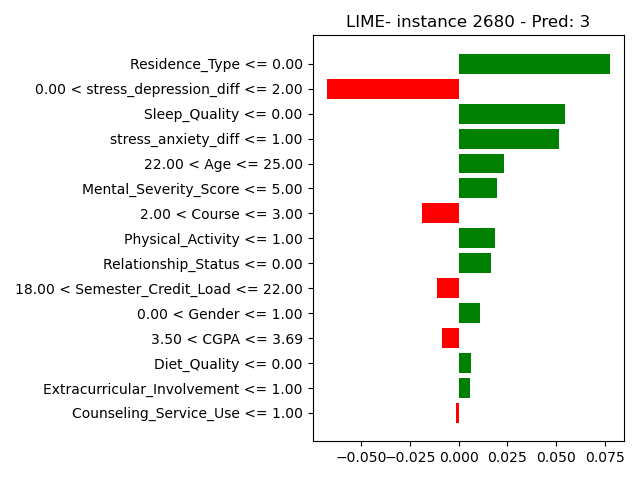 LIME- instance 2680 - Pred: 3
Residence_Type <= 0.00
0.00 < stress_depression_diff <= 2.00
Sleep_Quality <= 0.00
stress_anxiety_diff <= 1.00
22.00 < Age <= 25.00
Mental_Severity_Score <= 5.00
2.00 < Course <= 3.00
Physical_Activity <= 1.00
Relationship_Status <= 0.00
18.00 < Semester_Credit_Load <= 22.00
0.00 < Gender <= 1.00
3.50 < CGPA <= 3.69
Diet_Quality <= 0.00
Extracurricular_Involvement <= 1.00
Counseling_Service_Use <= 1.00
−0.050 −0.025 0.000 0.025 0.050 0.075